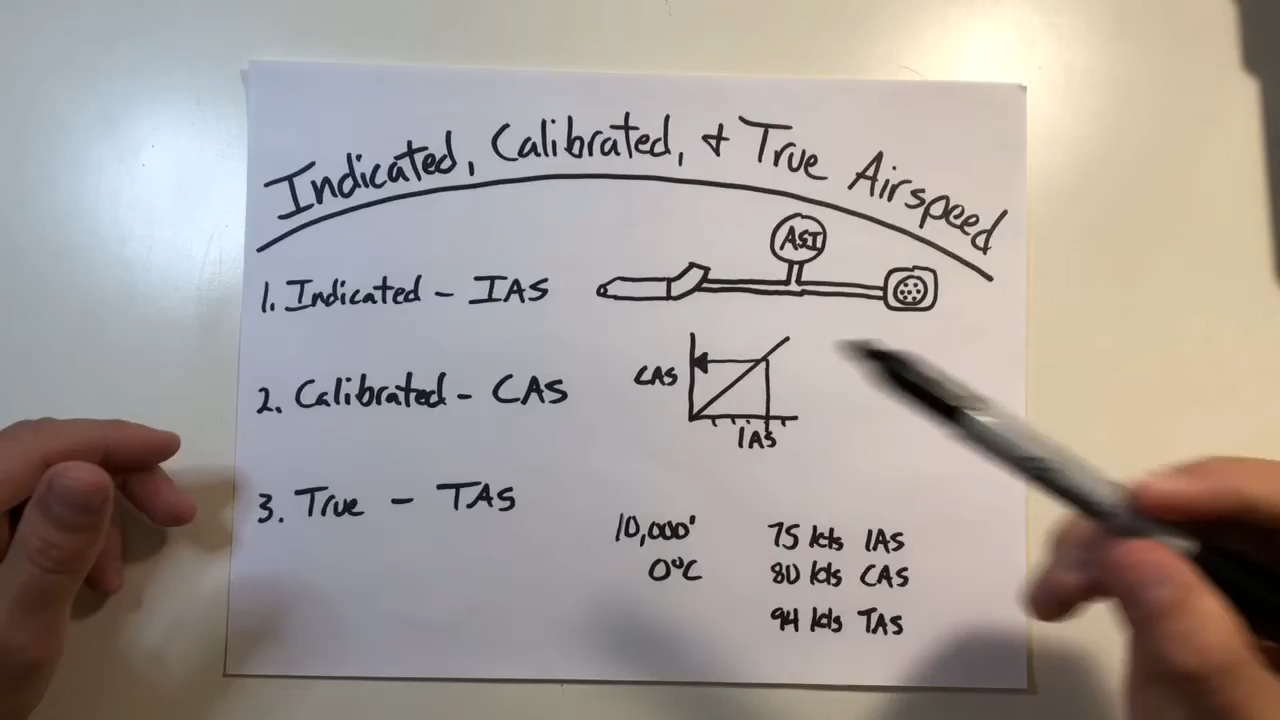 Indicated, Calibrated, + True Airspeed
1. Indicated - IAS
ASI
2. Calibrated - CAS
CAS
IAS
3. True - TAS
10,000' 75 kts IAS
0°C 80 kts CAS
94 kts TAS